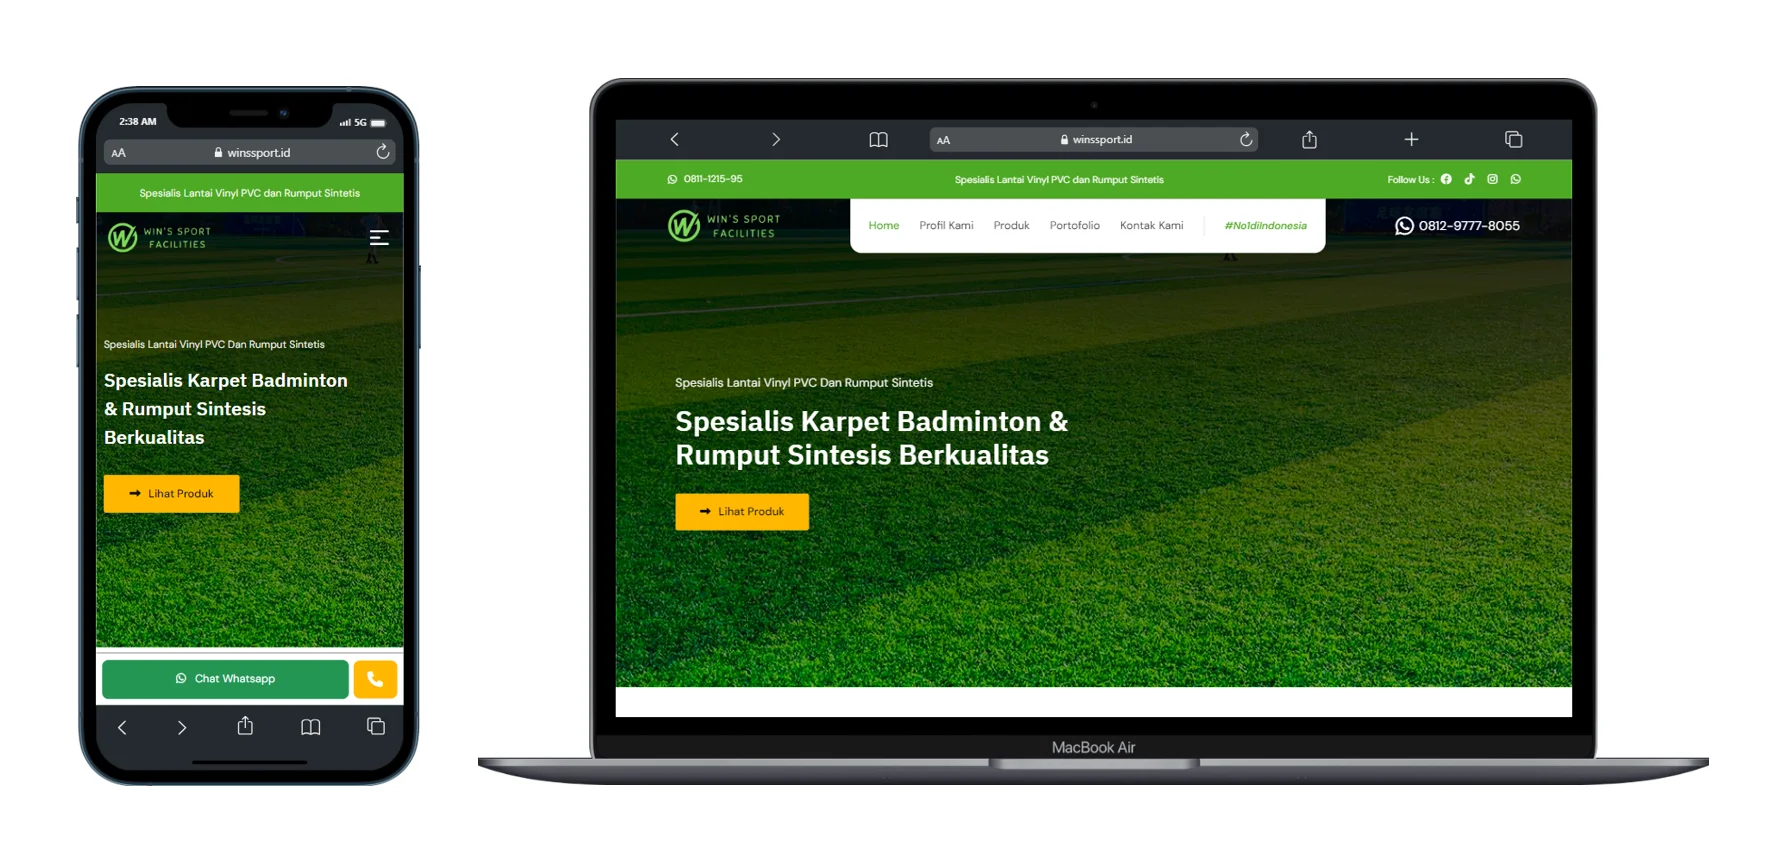 2:38 AM
5G
AA
winssport.id
Spesialis Lantai Vinyl PVC dan Rumput Sintetis
WIN'S SPORT
FACILITIES
Spesialis Lantai Vinyl PVC Dan Rumput Sintetis
Spesialis Karpet Badminton
& Rumput Sintesis
Berkualitas
Lihat Produk
Chat Whatsapp
AA
winssport.id
0811-1215-95
Spesialis Lantai Vinyl PVC dan Rumput Sintetis
Follow Us :
WIN'S SPORT
FACILITIES
Home Profil Kami Produk Portofolio Kontak Kami #No1diIndonesia
0812-9777-8055
Spesialis Lantai Vinyl PVC Dan Rumput Sintetis
Spesialis Karpet Badminton &
Rumput Sintesis Berkualitas
Lihat Produk
MacBook Air